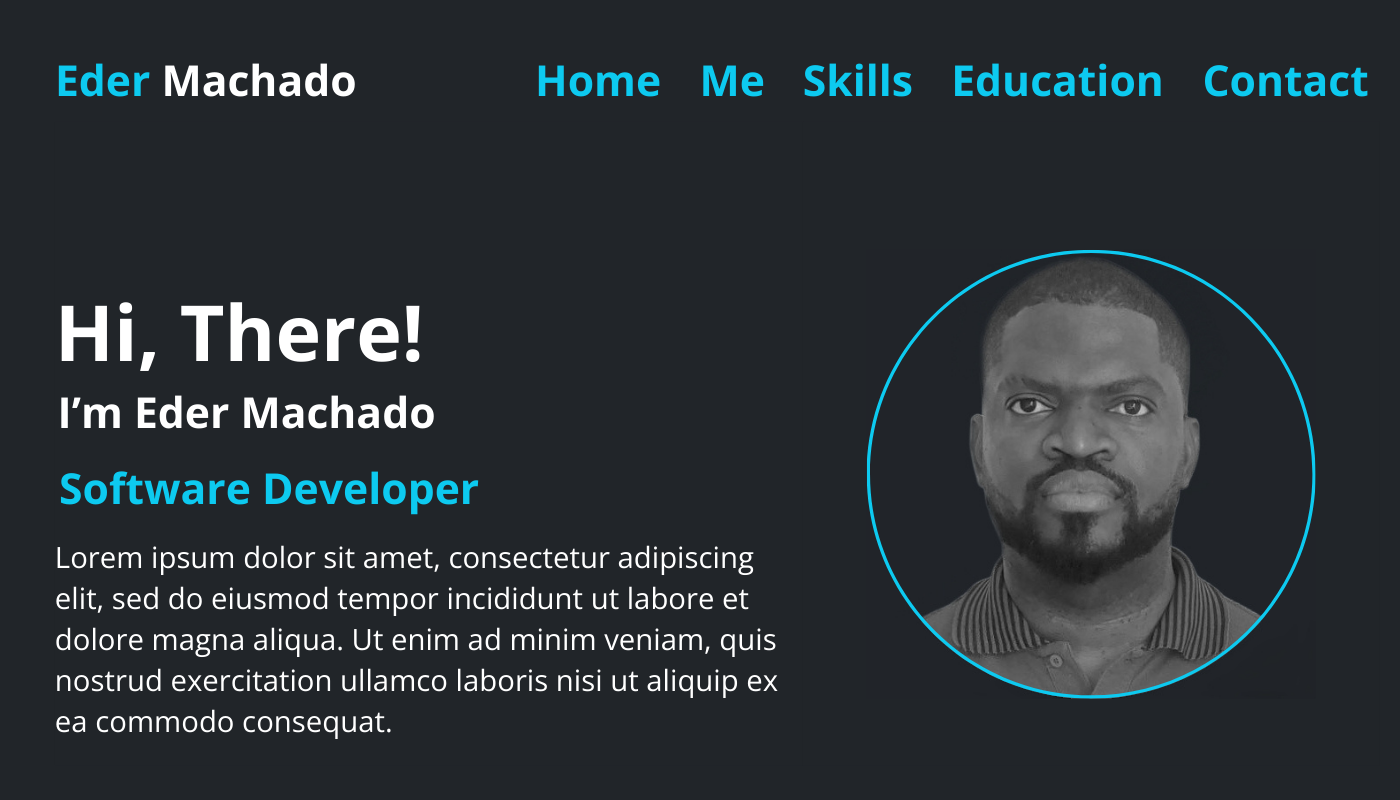 Eder Machado Home Me Skills Education Contact
Hi, There!
I’m Eder Machado
Software Developer
Lorem ipsum dolor sit amet, consectetur adipiscing
elit, sed do eiusmod tempor incididunt ut labore et
dolore magna aliqua. Ut enim ad minim veniam, quis
nostrud exercitation ullamco laboris nisi ut aliquip ex
ea commodo consequat.